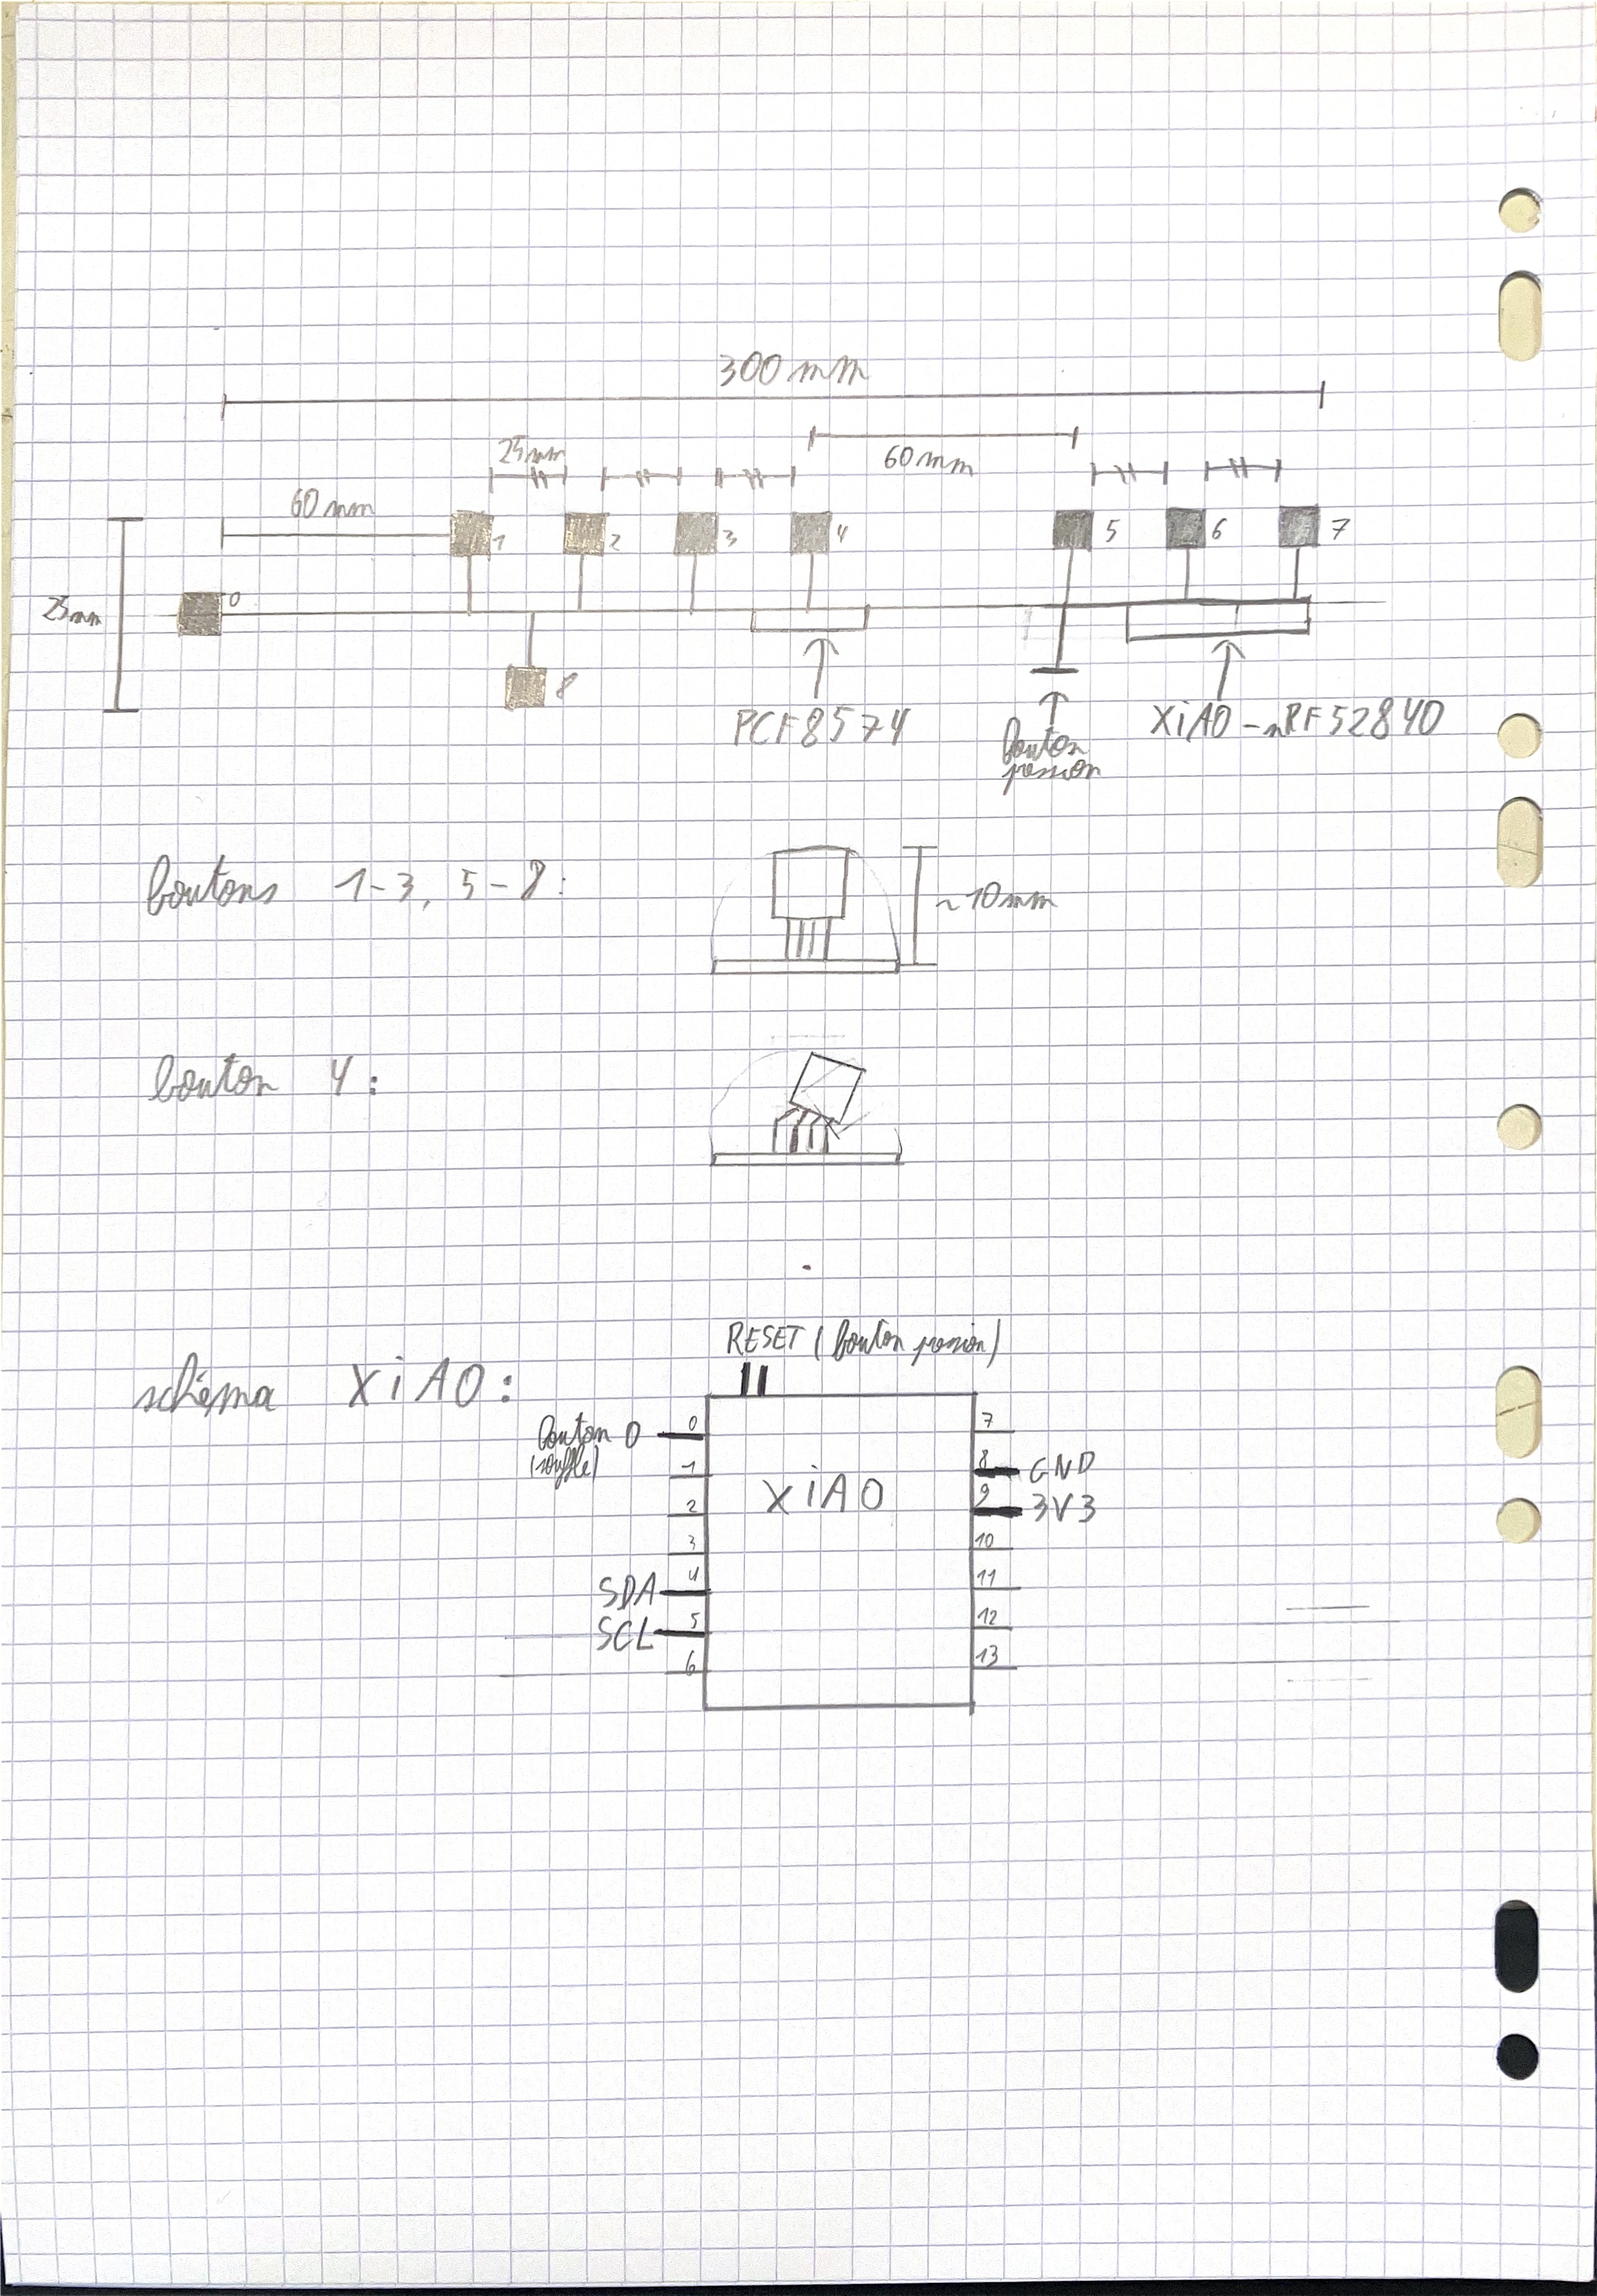 300 mm
25mm
60mm
60 mm
1
2
3
4
5
6
7
25mm
0
8
PCF8574
bouton
pression
XiAO-nRF52840
boutons 1-3, 5-8:
~10mm
bouton 4:
RESET (bouton pression)
schéma XiAO:
bouton 0
(souffle)
0
7
1
8
GND
XiAO
2
9
3V3
3
10
SDA
4
11
SCL
5
12
6
13